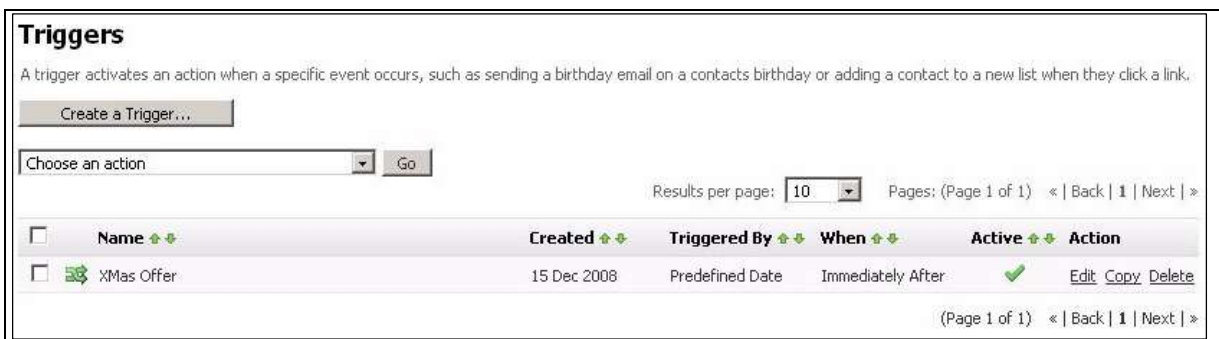 Triggers
A trigger activates an action when a specific event occurs, such as sending a birthday email on a contacts birthday or adding a contact to a new list when they click a link.
Create a Trigger...
Choose an action Go
Results per page: 10 Pages: (Page 1 of 1) « | Back | 1 | Next | »
Name Created Triggered By When Active Action
XMas Offer 15 Dec 2008 Predefined Date Immediately After Edit Copy Delete
(Page 1 of 1) « | Back | 1 | Next | »